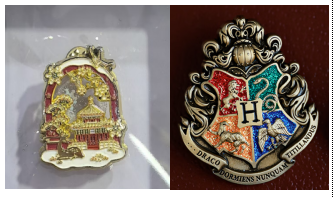 H
DRACO
DORMIENS NUNQUAM
TITILLANDUS